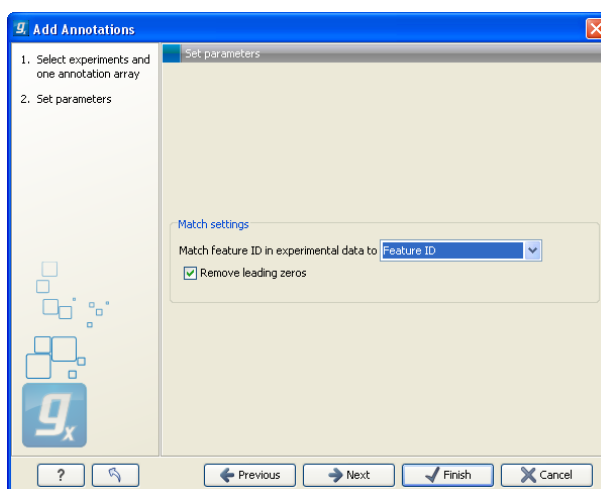 Add Annotations
1. Select experiments and
one annotation array
2. Set parameters
Set parameters
Match settings
Match feature ID in experimental data to Feature ID
Remove leading zeros
gx
? Previous Next Finish Cancel